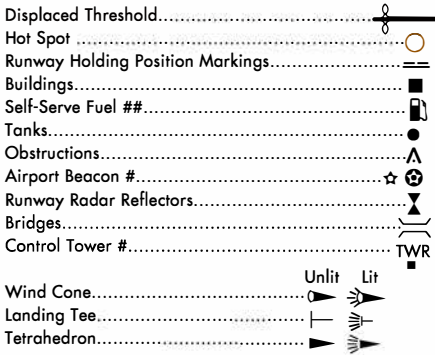 Displaced Threshold
Hot Spot
Runway Holding Position Markings
Buildings
Self-Serve Fuel ##
Tanks
Obstructions
Airport Beacon #
Runway Radar Reflectors
Bridges
Control Tower # TWR
Unlit Lit
Wind Cone
Landing Tee
Tetrahedron